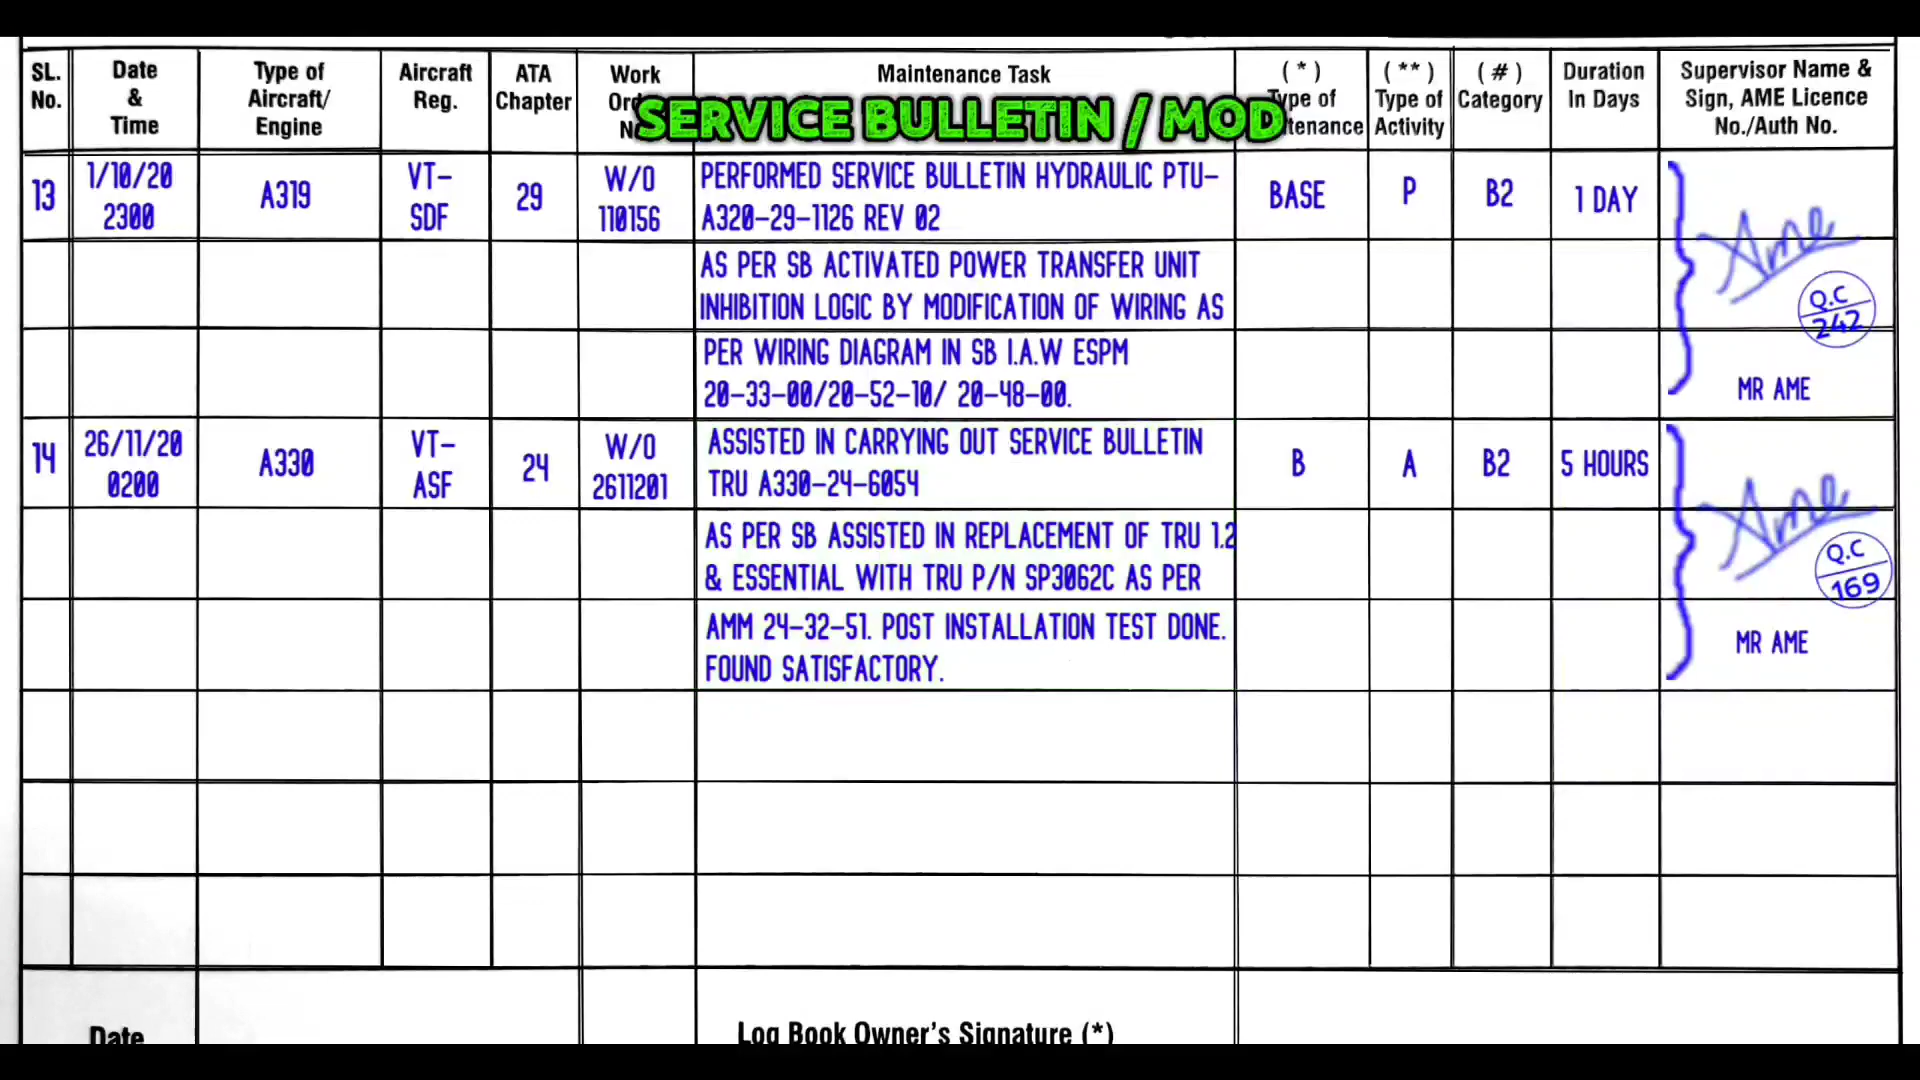 SL. No.
Date & Time
Type of Aircraft/ Engine
Aircraft Reg.
ATA Chapter
Work
Maintenance Task
( * ) Type of
( ** ) Type of Activity
( # ) Category
Duration In Days
Supervisor Name & Sign, AME Licence No./Auth No.
SERVICE BULLETIN / MOD
13
1/10/20
2300
A319
VT-
SDF
29
W/O
110156
PERFORMED SERVICE BULLETIN HYDRAULIC PTU-
A320-29-1126 REV 02
BASE
P
B2
1 DAY
Ame
AS PER SB ACTIVATED POWER TRANSFER UNIT
INHIBITION LOGIC BY MODIFICATION OF WIRING AS
Q.C
242
PER WIRING DIAGRAM IN SB I.A.W ESPM
20-33-00/20-52-10/ 20-48-00.
MR AME
14
26/11/20
0200
A330
VT-
ASF
24
W/O
2611201
ASSISTED IN CARRYING OUT SERVICE BULLETIN
TRU A330-24-6054
B
A
B2
5 HOURS
Ame
AS PER SB ASSISTED IN REPLACEMENT OF TRU 1.2
& ESSENTIAL WITH TRU P/N SP3062C AS PER
Q.C
169
AMM 24-32-51. POST INSTALLATION TEST DONE.
FOUND SATISFACTORY.
MR AME
Date
Log Book Owner's Signature (*)